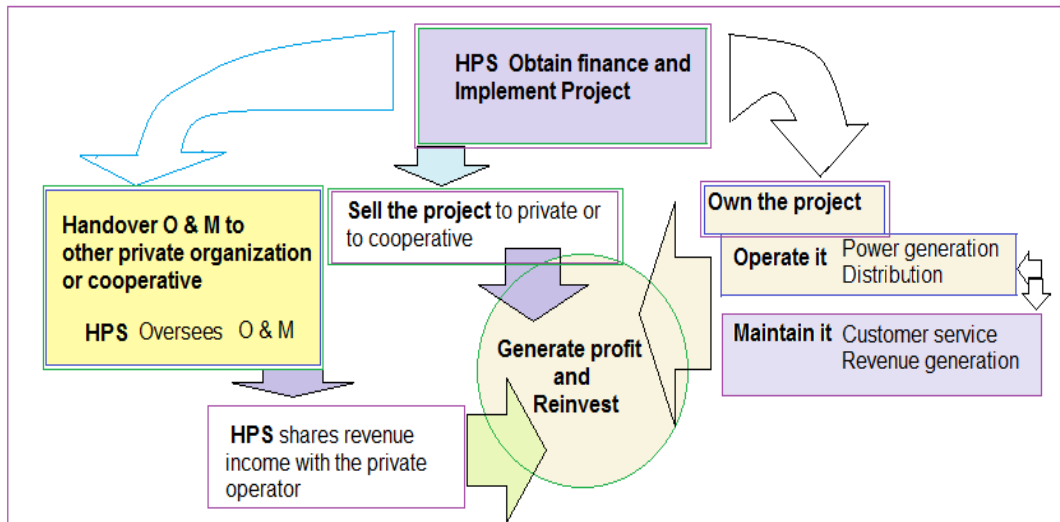 HPS Obtain finance and
Implement Project
Handover O & M to
other private organization
or cooperative
HPS Oversees O & M
Sell the project to private or
to cooperative
Own the project
Operate it Power generation
Distribution
Maintain it Customer service
Revenue generation
Generate profit
and
Reinvest
HPS shares revenue
income with the private
operator